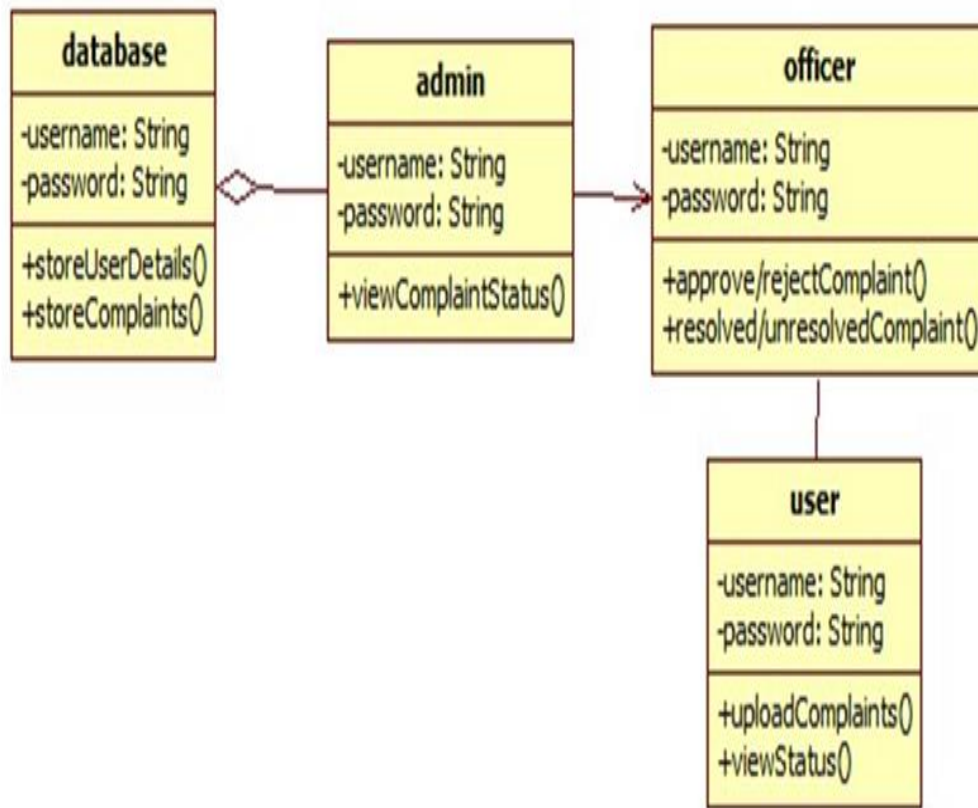 database
-username: String
-password: String
+storeUserDetails()
+storeComplaints()
admin
-username: String
-password: String
+viewComplaintStatus()
officer
-username: String
-password: String
+approve/rejectComplaint()
+resolved/unresolvedComplaint()
user
-username: String
-password: String
+uploadComplaints()
+viewStatus()